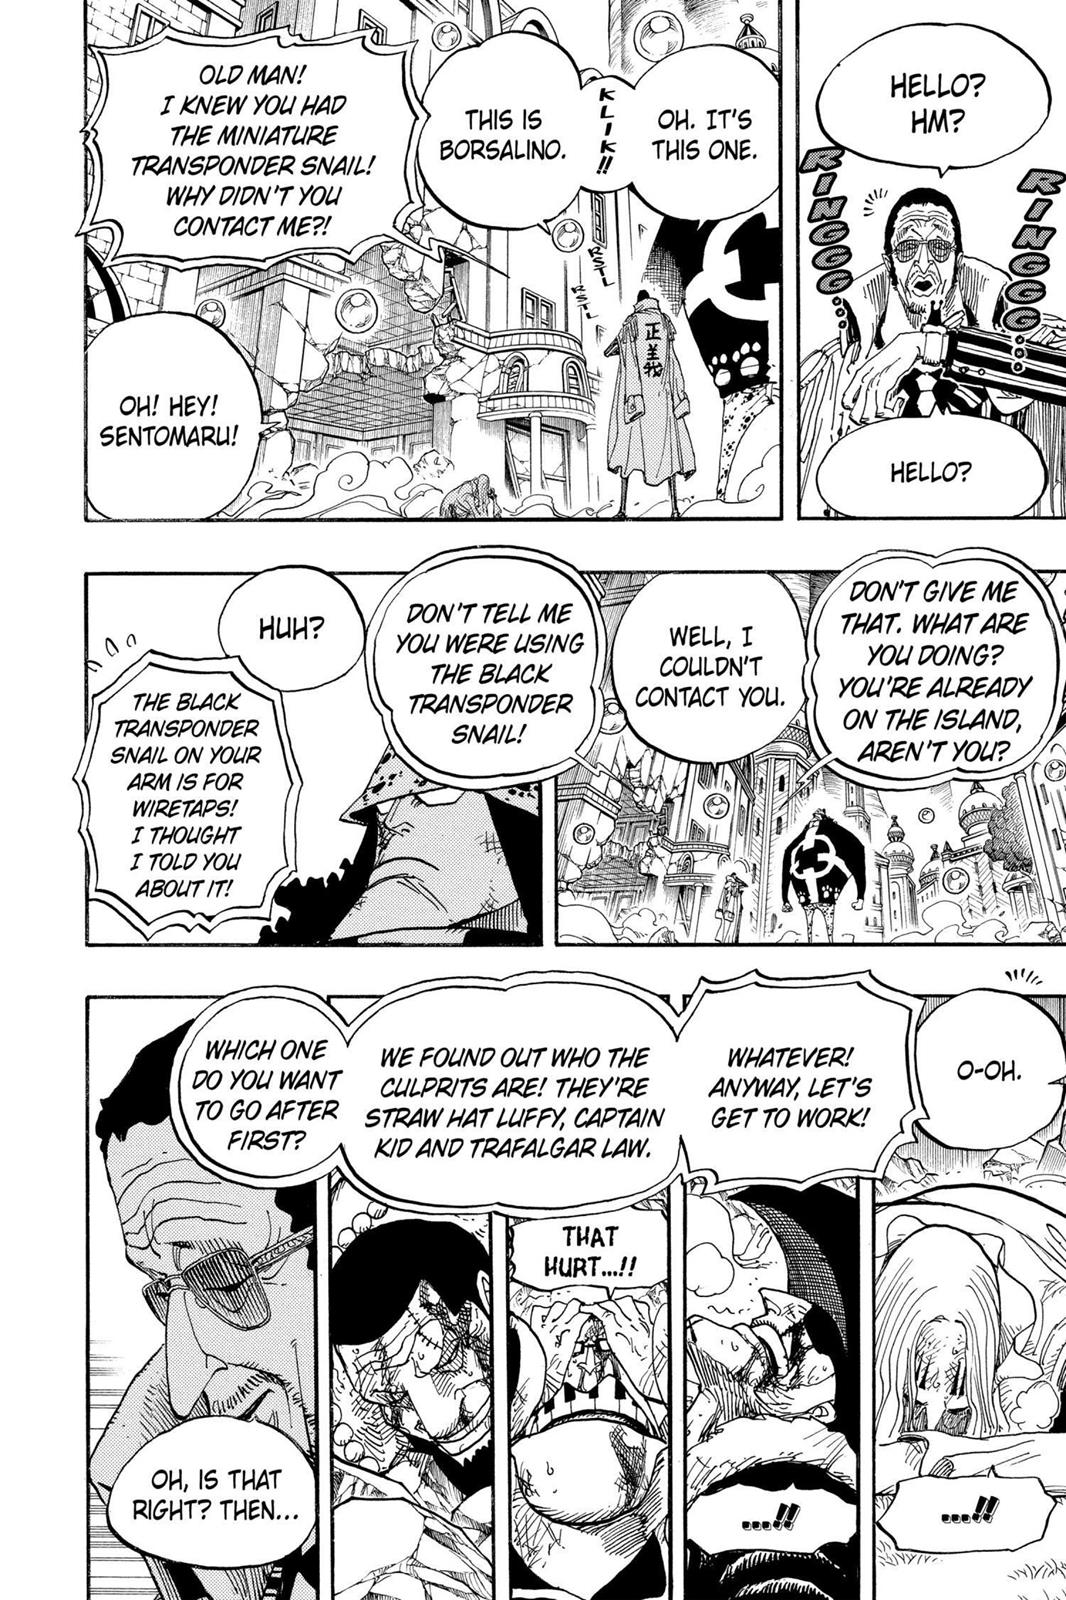 HELLO?
HM?
RINGGG...
RINGGG...
HELLO?
OH. IT'S
THIS ONE.
KLIK!!
THIS IS
BORSALINO.
RSTL
RSTL
正義
OLD MAN!
I KNEW YOU HAD
THE MINIATURE
TRANSPONDER SNAIL!
WHY DIDN'T YOU
CONTACT ME?!
OH! HEY!
SENTOMARU!
DON'T GIVE ME
THAT. WHAT ARE
YOU DOING?
YOU'RE ALREADY
ON THE ISLAND,
AREN'T YOU?
WELL, I
COULDN'T
CONTACT YOU.
DON'T TELL ME
YOU WERE USING
THE BLACK
TRANSPONDER
SNAIL!
HUH?
THE BLACK
TRANSPONDER
SNAIL ON YOUR
ARM IS FOR
WIRETAPS!
I THOUGHT
I TOLD YOU
ABOUT IT!
O-OH.
WHATEVER!
ANYWAY, LET'S
GET TO WORK!
WE FOUND OUT WHO THE
CULPRITS ARE! THEY'RE
STRAW HAT LUFFY, CAPTAIN
KID AND TRAFALGAR LAW.
WHICH ONE
DO YOU WANT
TO GO AFTER
FIRST?
...!!
...!!
THAT
HURT...!!
OH, IS THAT
RIGHT? THEN...